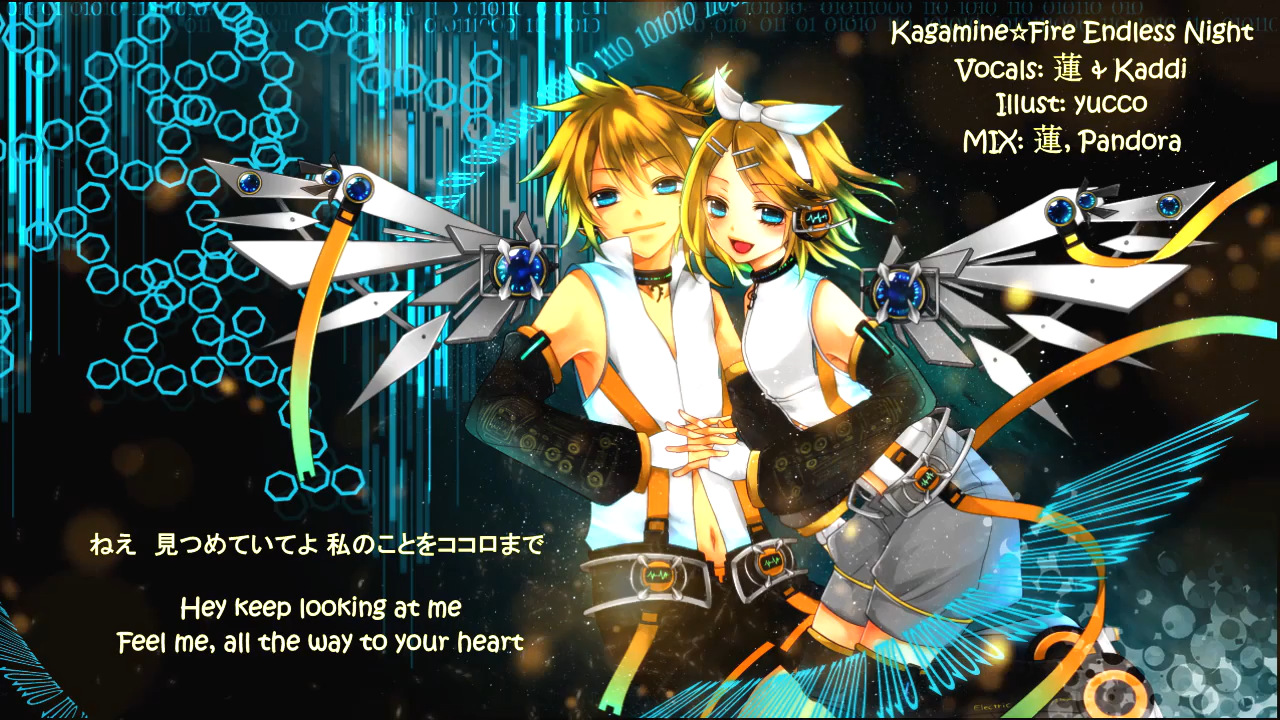 Kagamine☆Fire Endless Night
Vocals: 蓮 & Kaddi
Illust: yucco
MIX: 蓮, Pandora
ねえ 見つめていてよ 私のことをココロまで
Hey keep looking at me
Feel me, all the way to your heart